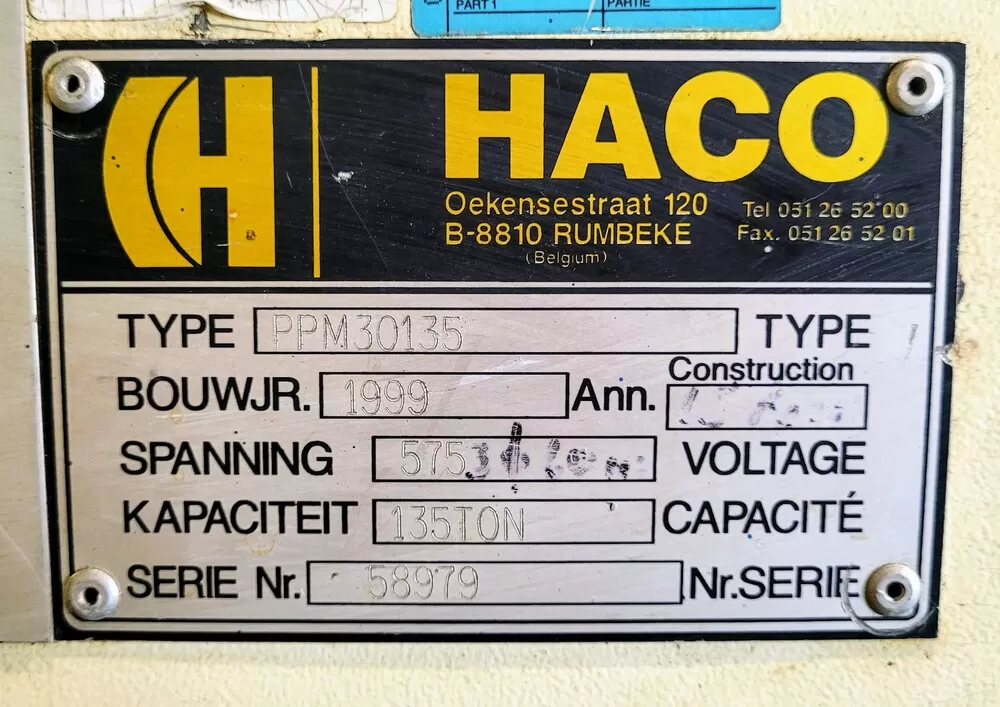 PART 1 PARTIE
H HACO
Oekensestraat 120 Tel 051 26 52 00
B-8810 RUMBEKE Fax. 051 26 52 01
(Belgium)
TYPE PPM30135 TYPE
BOUWJR. 1999 Ann. Construction
SPANNING 575 VOLTAGE
KAPACITEIT 135TON CAPACITÉ
SERIE Nr. 58979 Nr.SERIE